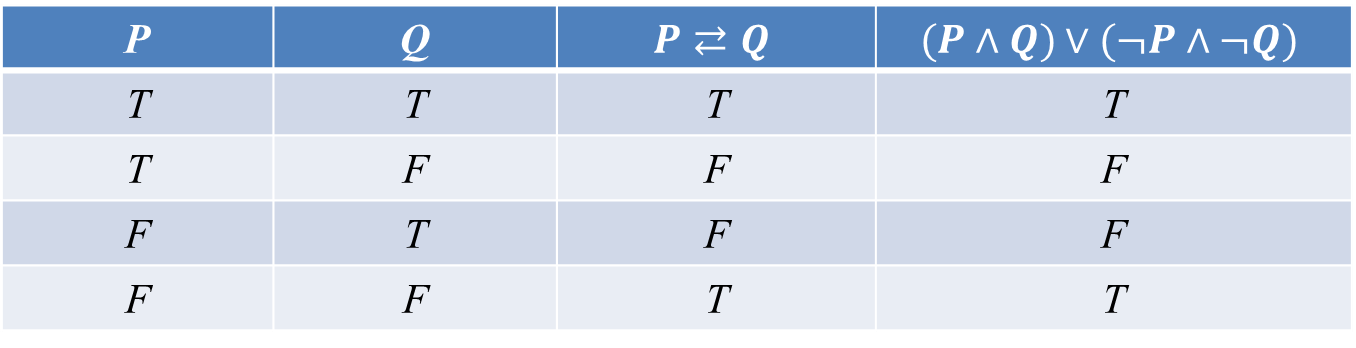 P Q P ⇄ Q (P ∧ Q) ∨ (¬P ∧ ¬Q)
T T T T
T F F F
F T F F
F F T T